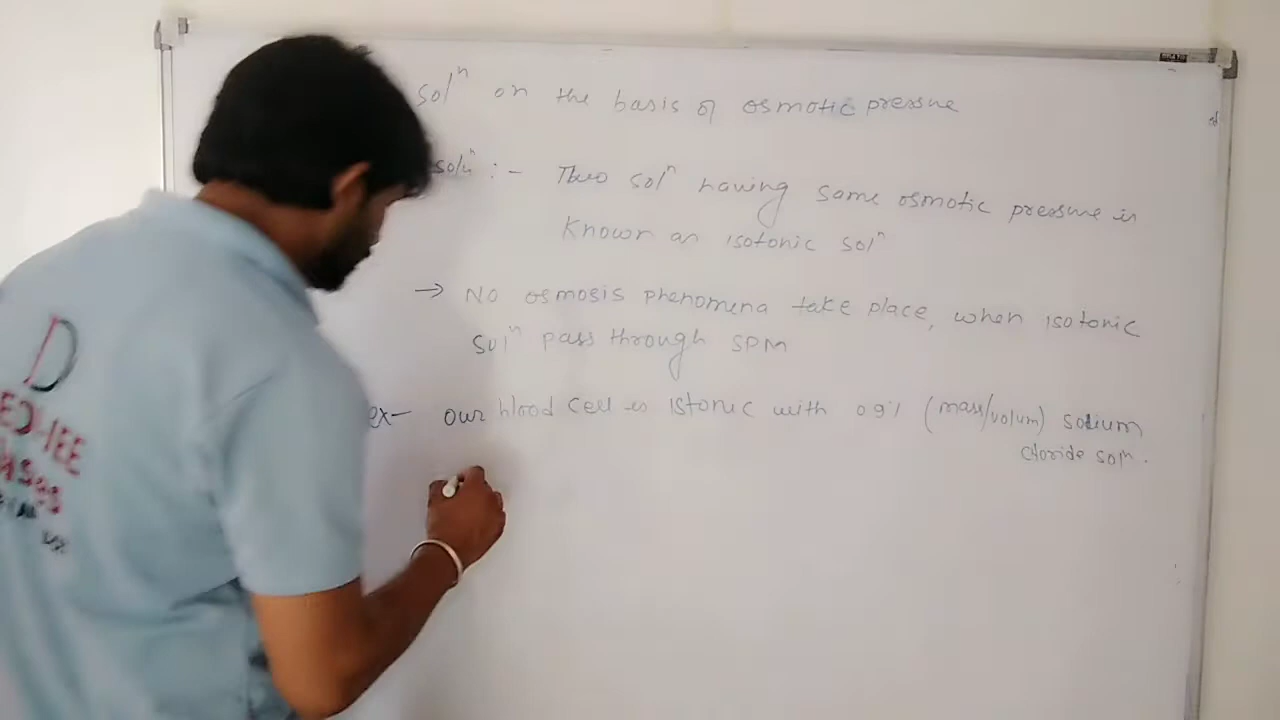 solⁿ on the basis of osmotic pressure
solⁿ :- Two solⁿ having same osmotic pressure is
Known as isotonic solⁿ
→ No osmosis phenomena take place, when isotonic
solⁿ pass through SPM
ex- our blood cell is Istonic with 0.9% (mass/volum) sodium
cloride solⁿ.
D